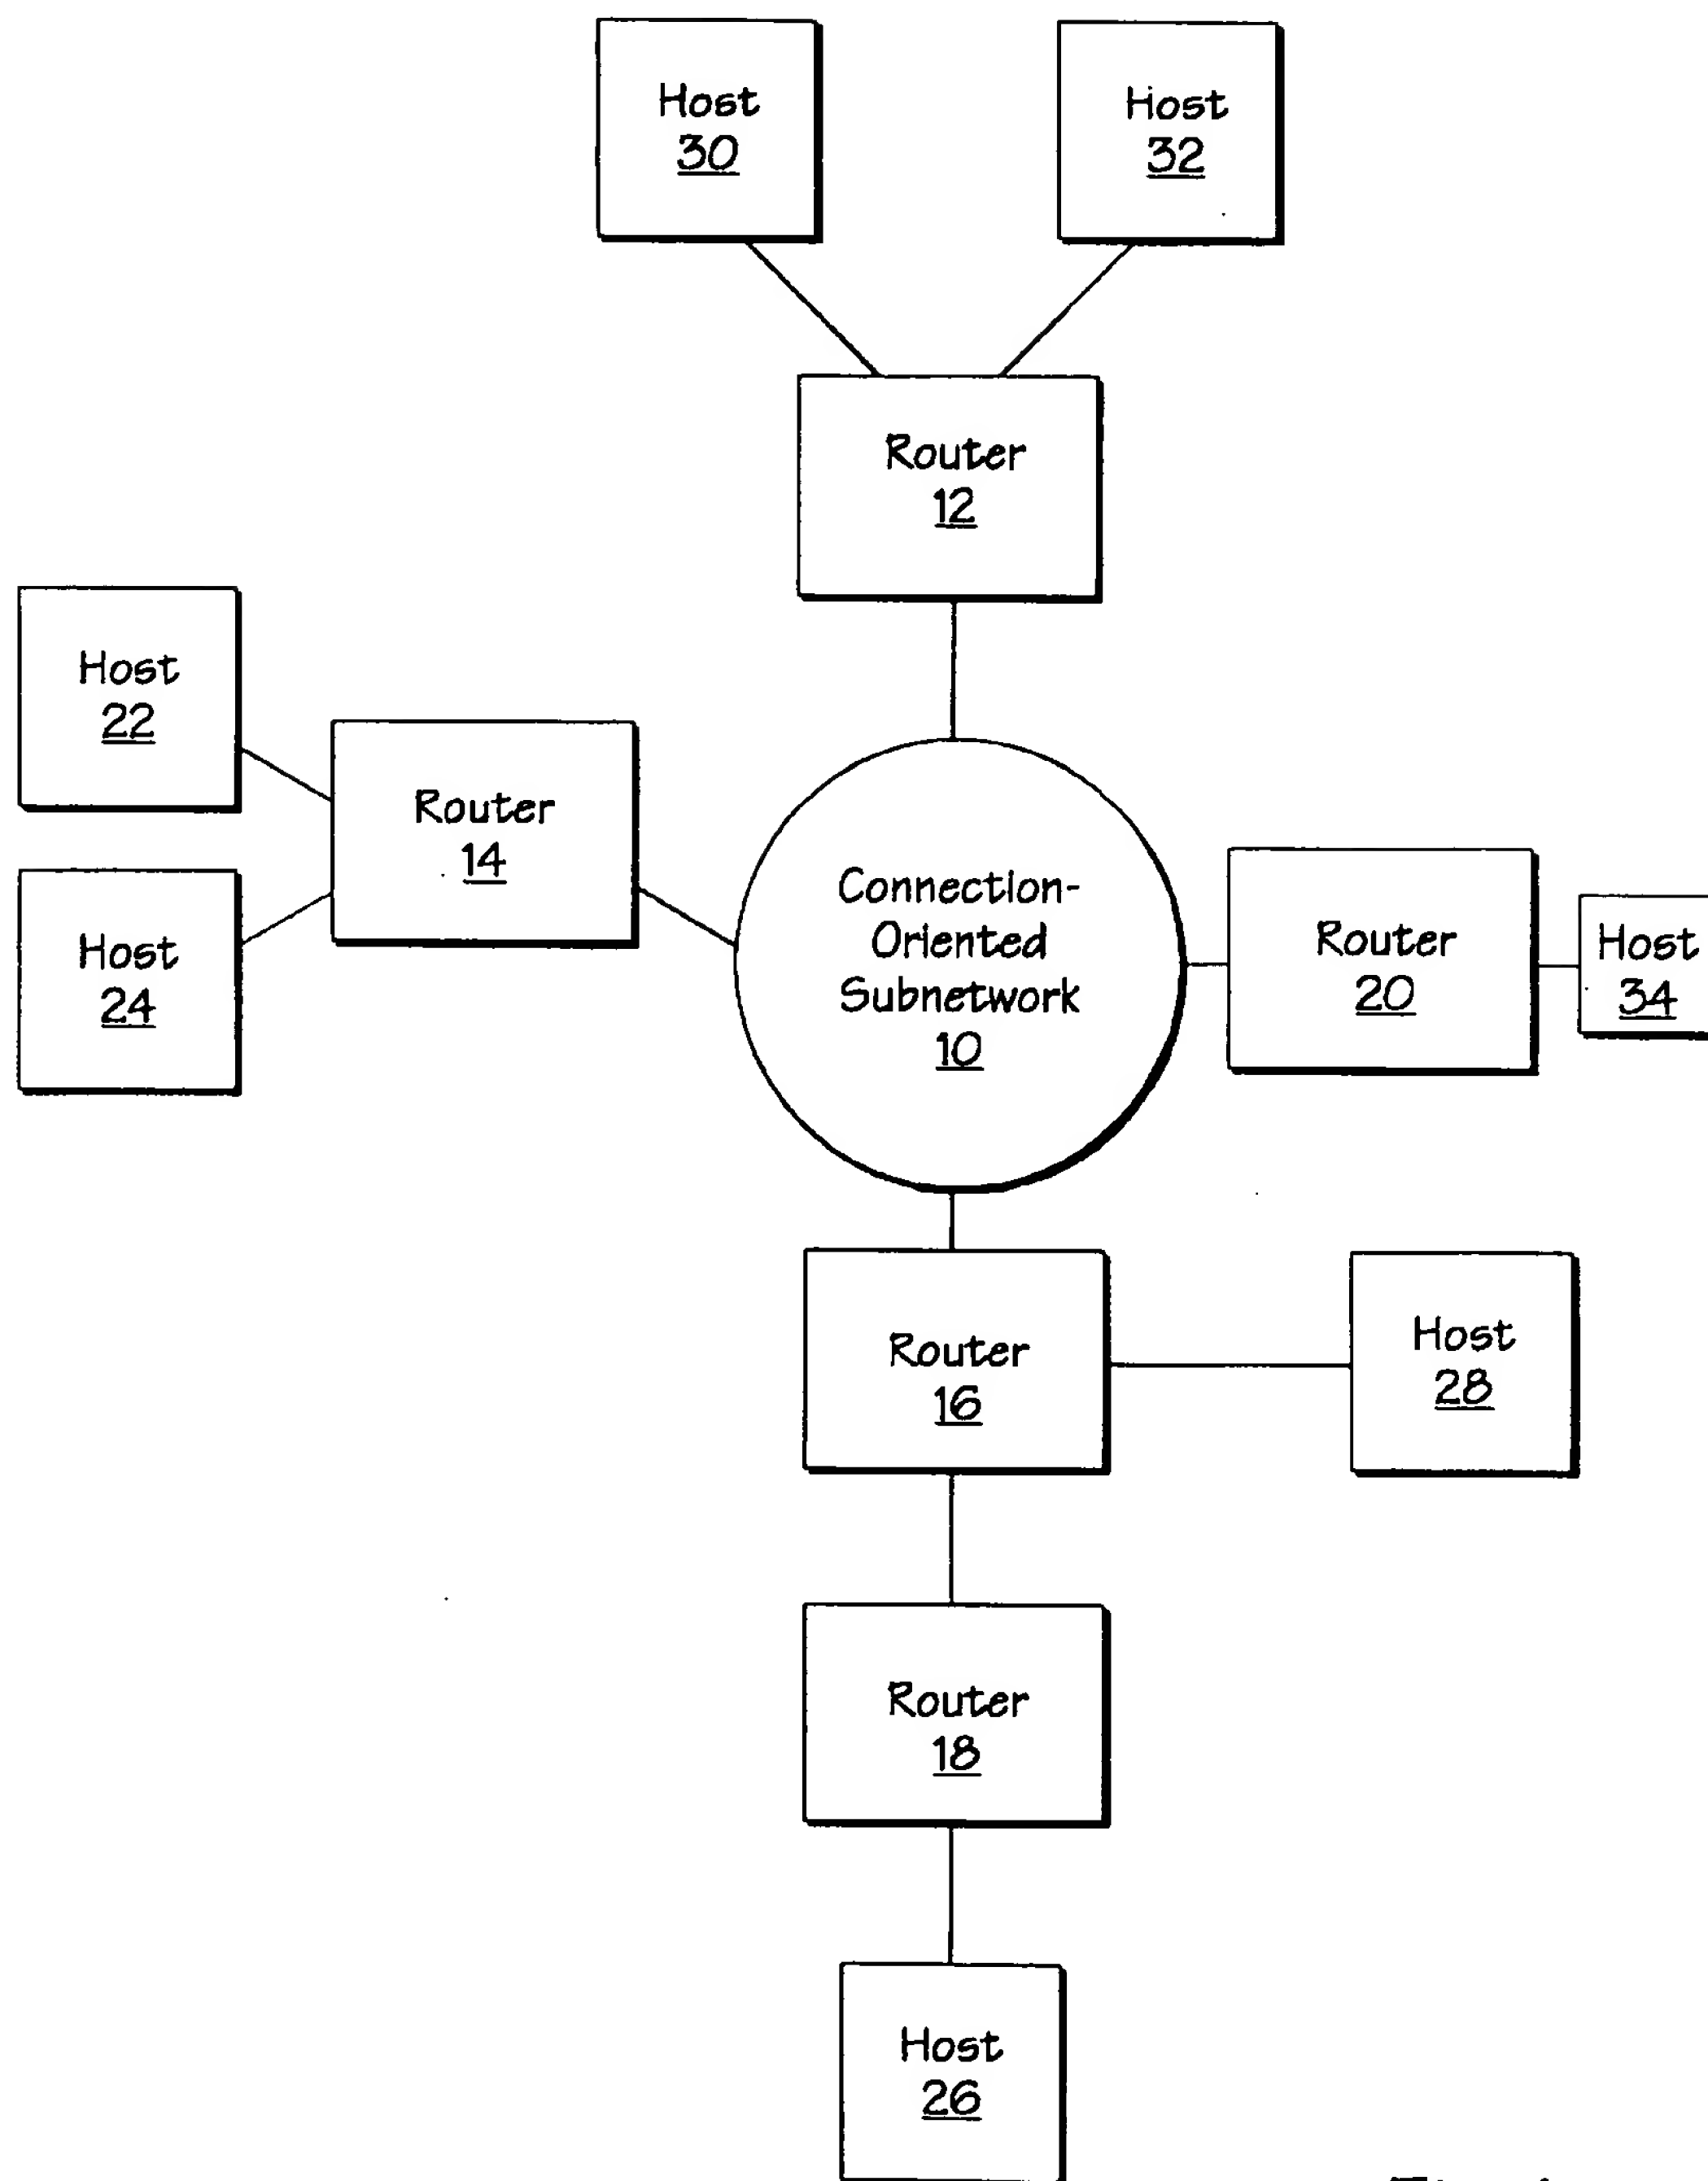 Host
30
Host
32
Router
12
Host
22
Router
14
Host
24
Connection-
Oriented
Subnetwork
10
Router
20
Host
34
Router
16
Host
28
Router
18
Host
26